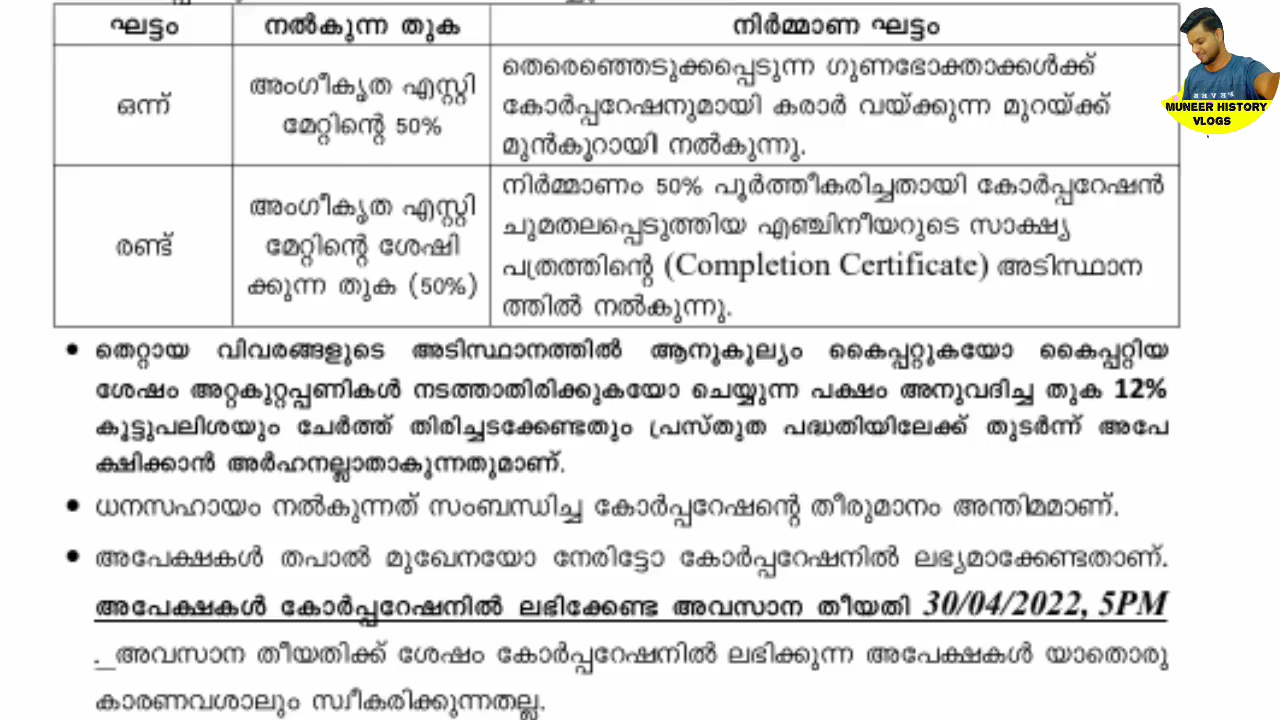 ഘട്ടം നൽകുന്ന തുക നിർമ്മാണ ഘട്ടം
ഒന്ന്
അംഗീകൃത എസ്റ്റി
മേറ്റിന്റെ 50%
തെരെഞ്ഞെടുക്കപ്പെടുന്ന ഗുണഭോക്താക്കൾക്ക്
കോർപ്പറേഷനുമായി കരാർ വയ്ക്കുന്ന മുറയ്ക്ക്
മുൻകൂറായി നൽകുന്നു.
രണ്ട്
അംഗീകൃത എസ്റ്റി
മേറ്റിന്റെ ശേഷി
ക്കുന്ന തുക (50%)
നിർമ്മാണം 50% പൂർത്തീകരിച്ചതായി കോർപ്പറേഷൻ
ചുമതലപ്പെടുത്തിയ എഞ്ചിനീയറുടെ സാക്ഷ്യ
പത്രത്തിന്റെ (Completion Certificate) അടിസ്ഥാന
ത്തിൽ നൽകുന്നു.
MUNEER HISTORY
VLOGS
• തെറ്റായ വിവരങ്ങളുടെ അടിസ്ഥാനത്തിൽ ആനുകൂല്യം കൈപ്പറ്റുകയോ കൈപ്പറ്റിയ
ശേഷം അറ്റകുറ്റപ്പണികൾ നടത്താതിരിക്കുകയോ ചെയ്യുന്ന പക്ഷം അനുവദിച്ച തുക 12%
കൂട്ടുപലിശയും ചേർത്ത് തിരിച്ചടക്കേണ്ടതും പ്രസ്തുത പദ്ധതിയിലേക്ക് തുടർന്ന് അപേ
ക്ഷിക്കാൻ അർഹനല്ലാതാകുന്നതുമാണ്.
• ധനസഹായം നൽകുന്നത് സംബന്ധിച്ച കോർപ്പറേഷന്റെ തീരുമാനം അന്തിമമാണ്.
• അപേക്ഷകൾ തപാൽ മുഖേനയോ നേരിട്ടോ കോർപ്പറേഷനിൽ ലഭ്യമാക്കേണ്ടതാണ്.
അപേക്ഷകൾ കോർപ്പറേഷനിൽ ലഭിക്കേണ്ട അവസാന തീയതി 30/04/2022, 5PM
. അവസാന തീയതിക്ക് ശേഷം കോർപ്പറേഷനിൽ ലഭിക്കുന്ന അപേക്ഷകൾ യാതൊരു
കാരണവശാലും സ്വീകരിക്കുന്നതല്ല.